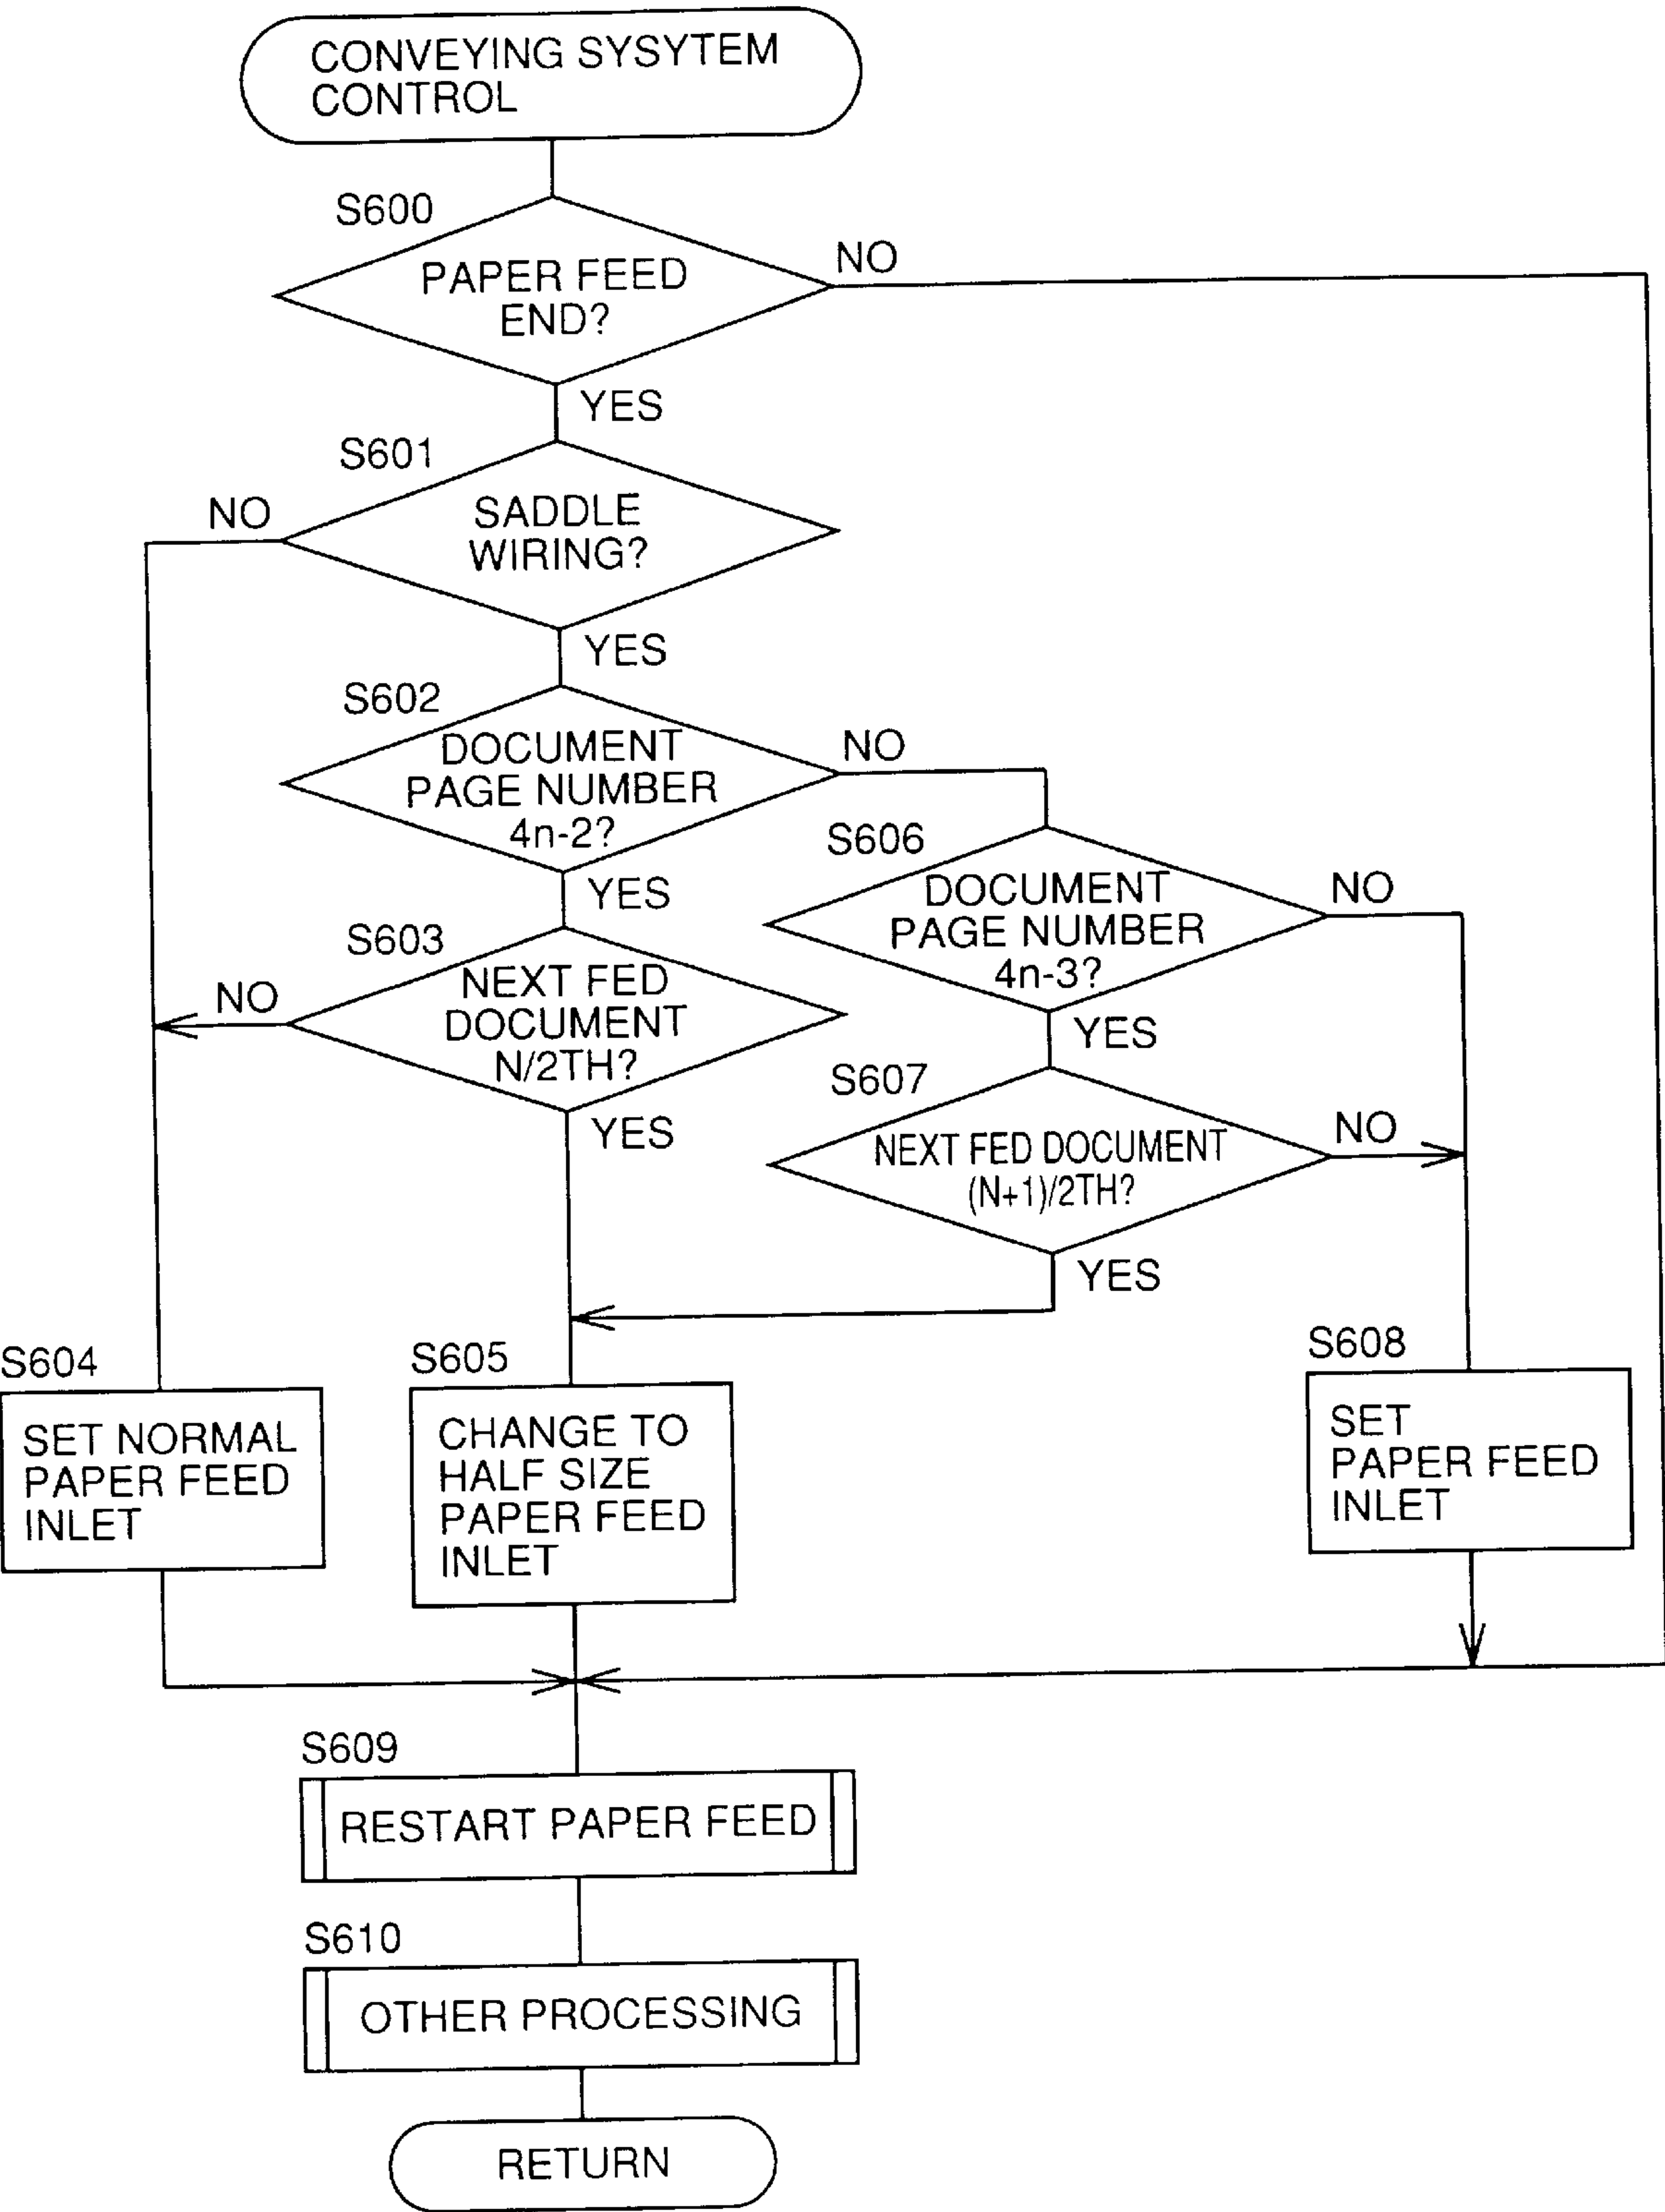 CONVEYING SYSYTEM
CONTROL
S600
PAPER FEED
END?
NO
YES
S601
SADDLE
WIRING?
NO
YES
S602
DOCUMENT
PAGE NUMBER
4n-2?
NO
YES
S606
DOCUMENT
PAGE NUMBER
4n-3?
NO
YES
S603
NEXT FED
DOCUMENT
N/2TH?
NO
YES
S607
NEXT FED DOCUMENT
(N+1)/2TH?
NO
YES
S604
SET NORMAL
PAPER FEED
INLET
S605
CHANGE TO
HALF SIZE
PAPER FEED
INLET
S608
SET
PAPER FEED
INLET
S609
RESTART PAPER FEED
S610
OTHER PROCESSING
RETURN